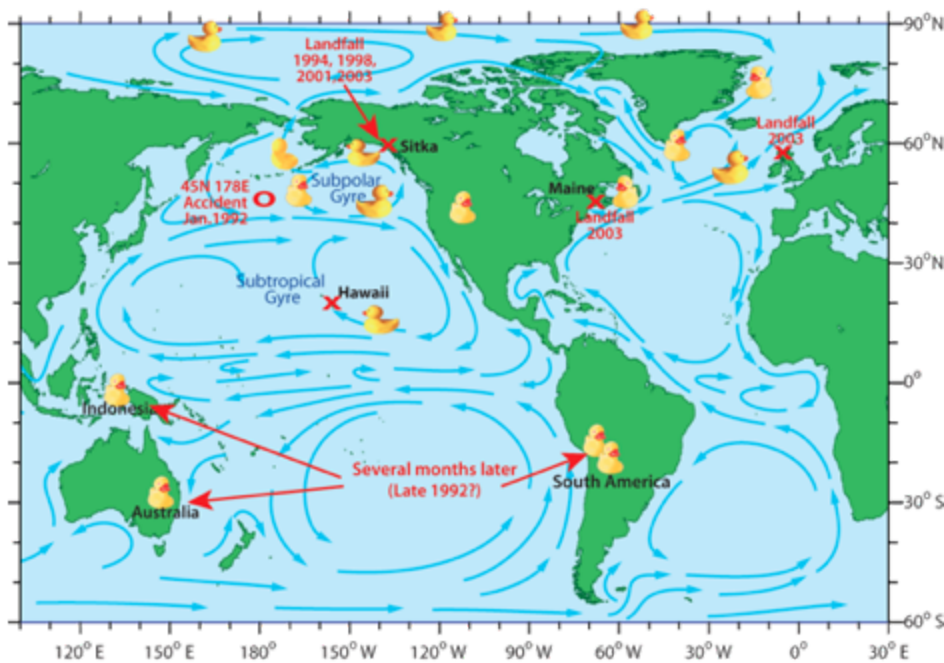 90° N
Landfall
1994, 1998,
2001,2003
Sitka
60°N
Landfall
2003
45N 178E
Accident
Jan.1992
Subpolar
Gyre
Maine
Landfall
2003
30°N
Subtropical
Gyre
Hawaii
0°
Indonesia
Several months later
(Late 1992?)
South America
Australia
30° S
60° S
120° E
150° E
180°
150° W
120° W
90° W
60° W
30° W
0°
30° E